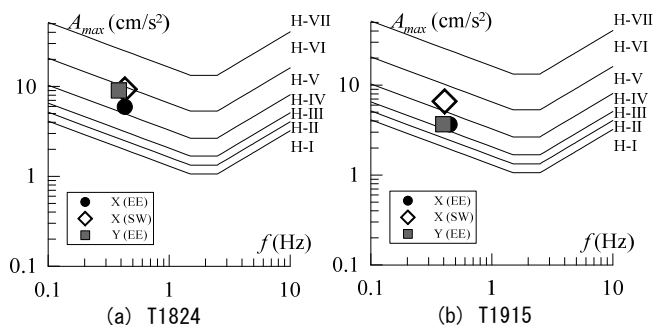 A_max (cm/s²)
H-VII
H-VI
H-V
H-IV
H-III
H-II
H-I
10
1
0.1
X (EE)
X (SW)
Y (EE)
f (Hz)
0.1
1
10
(a) T1824
A_max (cm/s²)
H-VII
H-VI
H-V
H-IV
H-III
H-II
H-I
10
1
0.1
X (EE)
X (SW)
Y (EE)
f (Hz)
0.1
1
10
(b) T1915